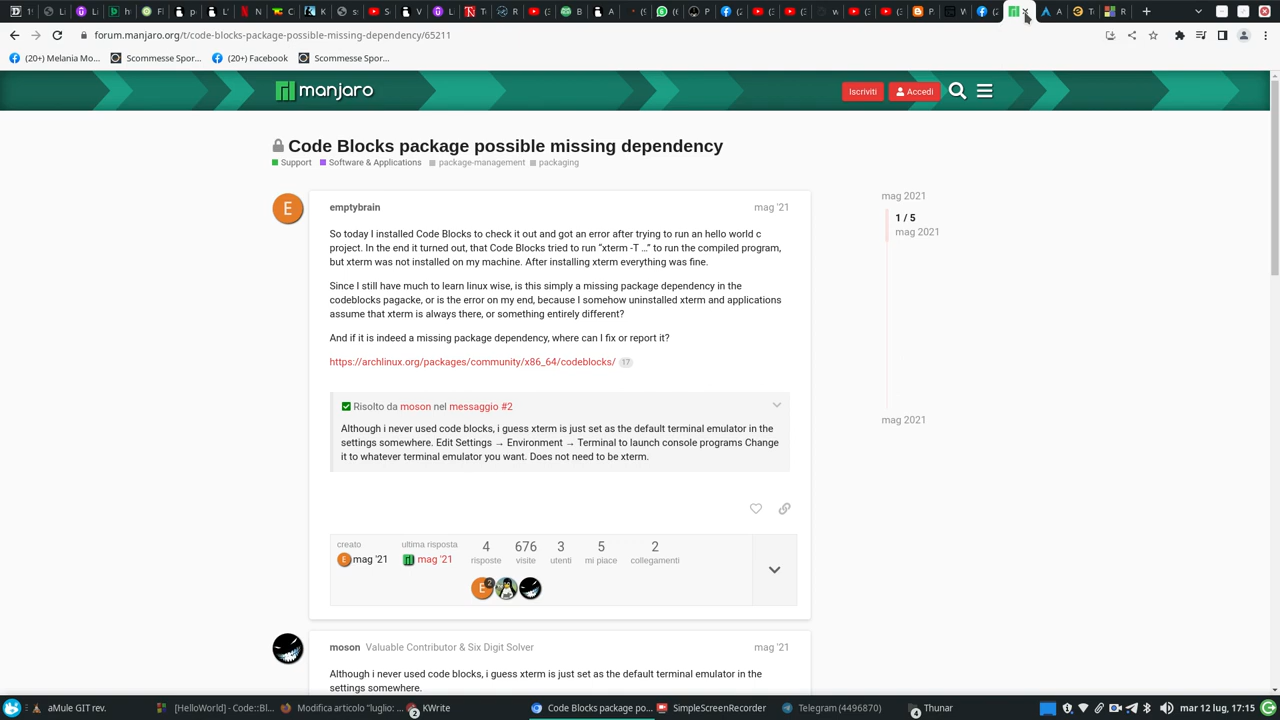 forum.manjaro.org/t/code-blocks-package-possible-missing-dependency/65211
(20+) Melania Mo...
Scommesse Spor...
(20+) Facebook
Scommesse Spor...
manjaro
Iscriviti
Accedi
Code Blocks package possible missing dependency
Support
Software & Applications
package-management
packaging
E
emptybrain
mag '21
So today I installed Code Blocks to check it out and got an error after trying to run an hello world c
project. In the end it turned out, that Code Blocks tried to run “xterm -T …” to run the compiled program,
but xterm was not installed on my machine. After installing xterm everything was fine.
Since I still have much to learn linux wise, is this simply a missing package dependency in the
codeblocks pagacke, or is the error on my end, because I somehow uninstalled xterm and applications
assume that xterm is always there, or something entirely different?
And if it is indeed a missing package dependency, where can I fix or report it?
https://archlinux.org/packages/community/x86_64/codeblocks/ 17
Risolto da moson nel messaggio #2
Although i never used code blocks, i guess xterm is just set as the default terminal emulator in the
settings somewhere. Edit Settings → Environment → Terminal to launch console programs Change
it to whatever terminal emulator you want. Does not need to be xterm.
creato
E mag '21
ultima risposta
mag '21
4
risposte
676
visite
3
utenti
5
mi piace
2
collegamenti
E 2
mag 2021
1 / 5
mag 2021
mag 2021
moson Valuable Contributor & Six Digit Solver
mag '21
Although i never used code blocks, i guess xterm is just set as the default terminal emulator in the
settings somewhere.
aMule GIT rev.
[HelloWorld] - Code::Bl...
Modifica articolo “luglio: ...
2
KWrite
Code Blocks package po...
SimpleScreenRecorder
Telegram (4496870)
4
Thunar
mar 12 lug, 17:15